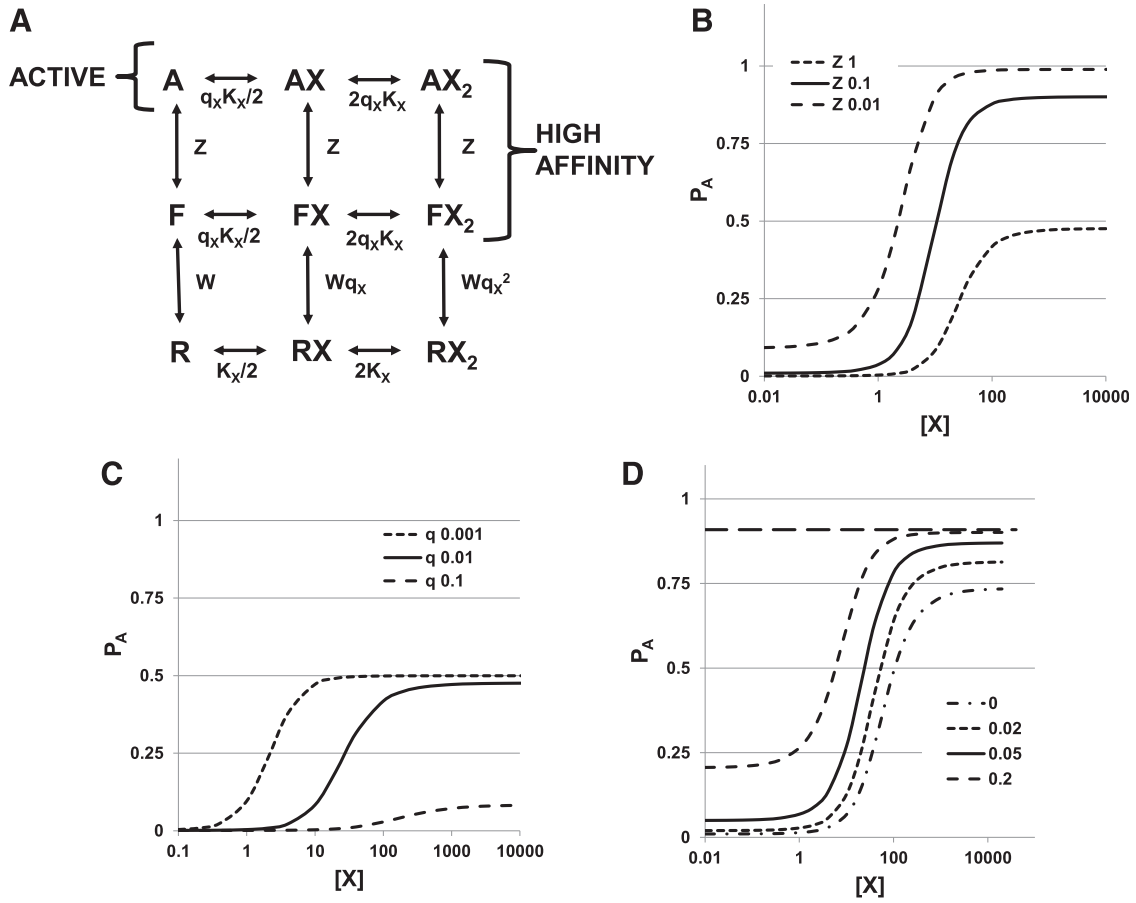 A
ACTIVE
A AX AX₂
qₓKₓ/2 2qₓKₓ
Z Z Z
HIGH
AFFINITY
F FX FX₂
qₓKₓ/2 2qₓKₓ
W Wqₓ Wqₓ²
R RX RX₂
Kₓ/2 2Kₓ
B
1
0.75
0.5
0.25
0
P_A
Z 1
Z 0.1
Z 0.01
0.01 1 100 10000
[X]
C
1
0.75
0.5
0.25
0
P_A
q 0.001
q 0.01
q 0.1
0.1 1 10 100 1000 10000
[X]
D
1
0.75
0.5
0.25
0
P_A
0
0.02
0.05
0.2
0.01 1 100 10000
[X]